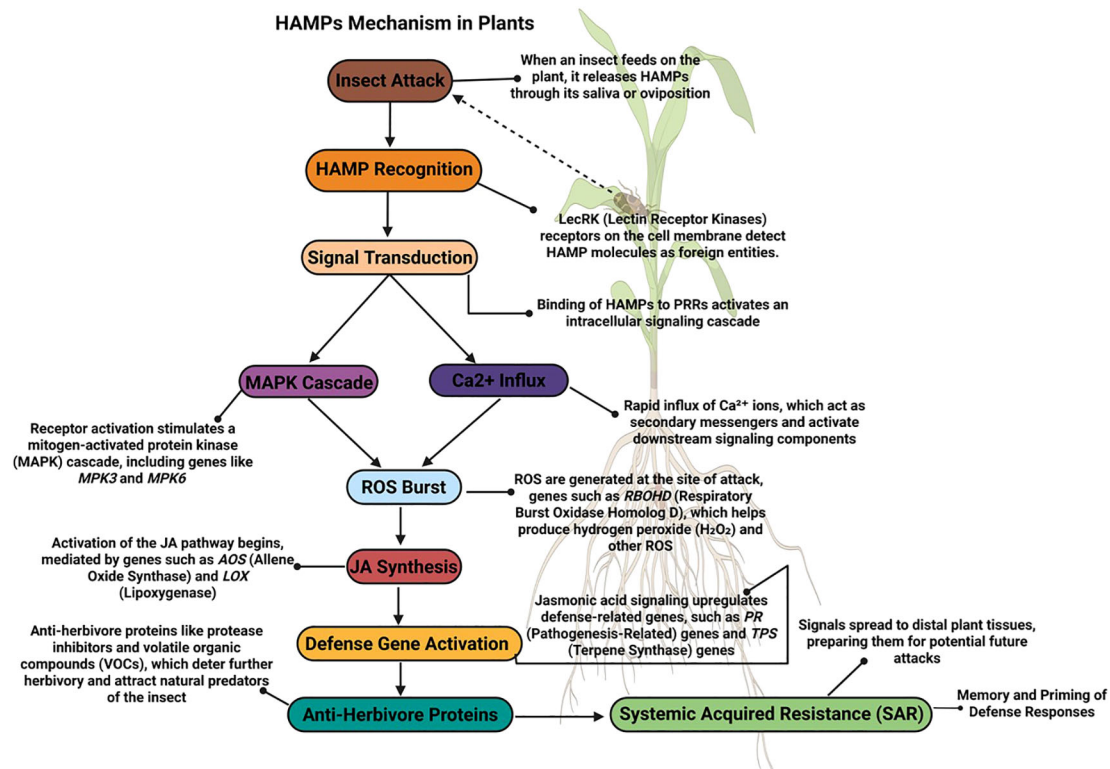 HAMPs Mechanism in Plants
Insect Attack
When an insect feeds on the
plant, it releases HAMPs
through its saliva or oviposition
HAMP Recognition
LecRK (Lectin Receptor Kinases)
receptors on the cell membrane detect
HAMP molecules as foreign entities.
Signal Transduction
Binding of HAMPs to PRRs activates an
intracellular signaling cascade
MAPK Cascade
Ca2+ Influx
Receptor activation stimulates a
mitogen-activated protein kinase
(MAPK) cascade, including genes like
MPK3 and MPK6
Rapid influx of Ca²⁺ ions, which act as
secondary messengers and activate
downstream signaling components
ROS Burst
ROS are generated at the site of attack,
genes such as RBOHD (Respiratory
Burst Oxidase Homolog D), which helps
produce hydrogen peroxide (H₂O₂) and
other ROS
Activation of the JA pathway begins,
mediated by genes such as AOS (Allene
Oxide Synthase) and LOX
(Lipoxygenase)
JA Synthesis
Jasmonic acid signaling upregulates
defense-related genes, such as PR
(Pathogenesis-Related) genes and TPS
(Terpene Synthase) genes
Defense Gene Activation
Anti-herbivore proteins like protease
inhibitors and volatile organic
compounds (VOCs), which deter further
herbivory and attract natural predators
of the insect
Anti-Herbivore Proteins
Signals spread to distal plant tissues,
preparing them for potential future
attacks
Systemic Acquired Resistance (SAR)
Memory and Priming of
Defense Responses